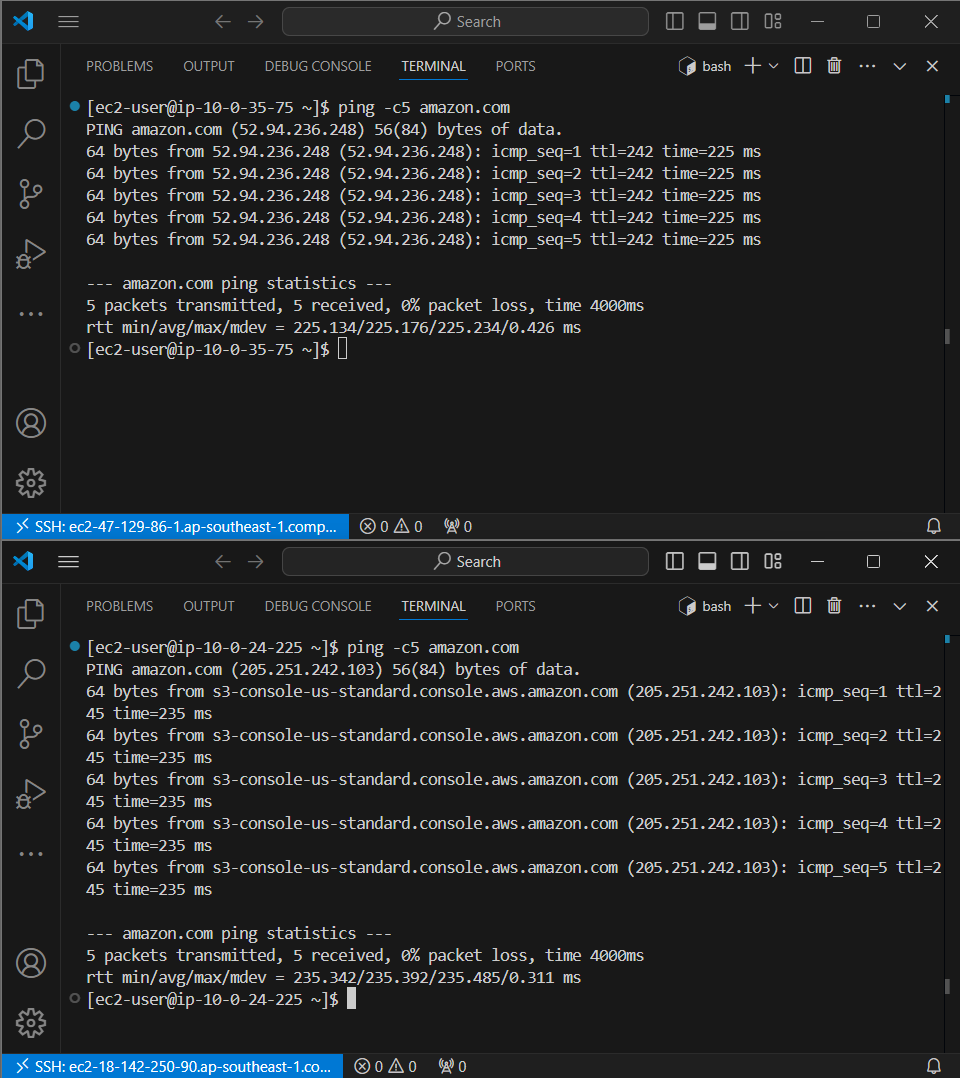 Search
PROBLEMS OUTPUT DEBUG CONSOLE TERMINAL PORTS bash
[ec2-user@ip-10-0-35-75 ~]$ ping -c5 amazon.com
PING amazon.com (52.94.236.248) 56(84) bytes of data.
64 bytes from 52.94.236.248 (52.94.236.248): icmp_seq=1 ttl=242 time=225 ms
64 bytes from 52.94.236.248 (52.94.236.248): icmp_seq=2 ttl=242 time=225 ms
64 bytes from 52.94.236.248 (52.94.236.248): icmp_seq=3 ttl=242 time=225 ms
64 bytes from 52.94.236.248 (52.94.236.248): icmp_seq=4 ttl=242 time=225 ms
64 bytes from 52.94.236.248 (52.94.236.248): icmp_seq=5 ttl=242 time=225 ms
--- amazon.com ping statistics ---
5 packets transmitted, 5 received, 0% packet loss, time 4000ms
rtt min/avg/max/mdev = 225.134/225.176/225.234/0.426 ms
[ec2-user@ip-10-0-35-75 ~]$
SSH: ec2-47-129-86-1.ap-southeast-1.comp... 0 0 0
Search
PROBLEMS OUTPUT DEBUG CONSOLE TERMINAL PORTS bash
[ec2-user@ip-10-0-24-225 ~]$ ping -c5 amazon.com
PING amazon.com (205.251.242.103) 56(84) bytes of data.
64 bytes from s3-console-us-standard.console.aws.amazon.com (205.251.242.103): icmp_seq=1 ttl=2
45 time=235 ms
64 bytes from s3-console-us-standard.console.aws.amazon.com (205.251.242.103): icmp_seq=2 ttl=2
45 time=235 ms
64 bytes from s3-console-us-standard.console.aws.amazon.com (205.251.242.103): icmp_seq=3 ttl=2
45 time=235 ms
64 bytes from s3-console-us-standard.console.aws.amazon.com (205.251.242.103): icmp_seq=4 ttl=2
45 time=235 ms
64 bytes from s3-console-us-standard.console.aws.amazon.com (205.251.242.103): icmp_seq=5 ttl=2
45 time=235 ms
--- amazon.com ping statistics ---
5 packets transmitted, 5 received, 0% packet loss, time 4000ms
rtt min/avg/max/mdev = 235.342/235.392/235.485/0.311 ms
[ec2-user@ip-10-0-24-225 ~]$
SSH: ec2-18-142-250-90.ap-southeast-1.co... 0 0 0